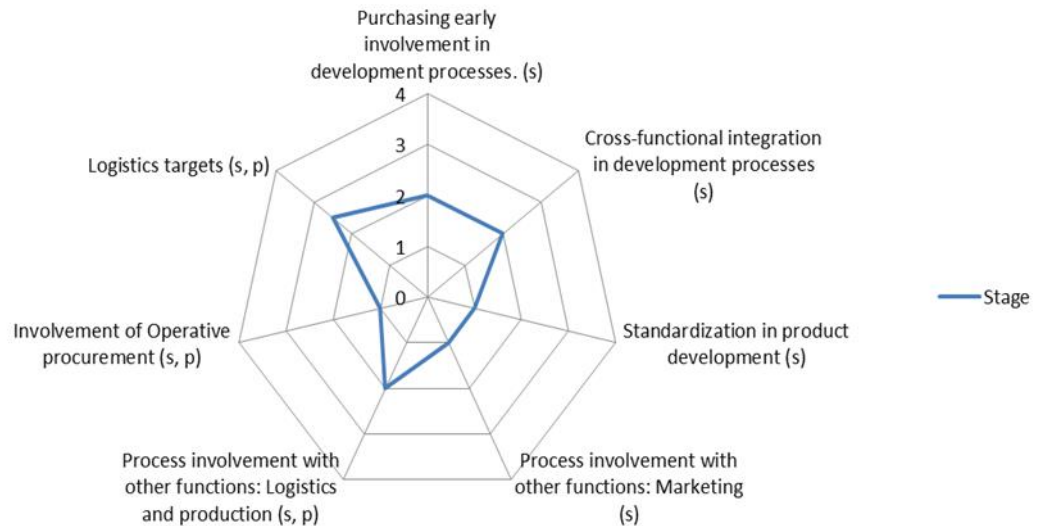 Purchasing early
involvement in
development processes. (s)
4
3
2
1
0
Cross-functional integration
in development processes
(s)
Standardization in product
development (s)
Process involvement with
other functions: Marketing
(s)
Process involvement with
other functions: Logistics
and production (s, p)
Involvement of Operative
procurement (s, p)
Logistics targets (s, p)
Stage